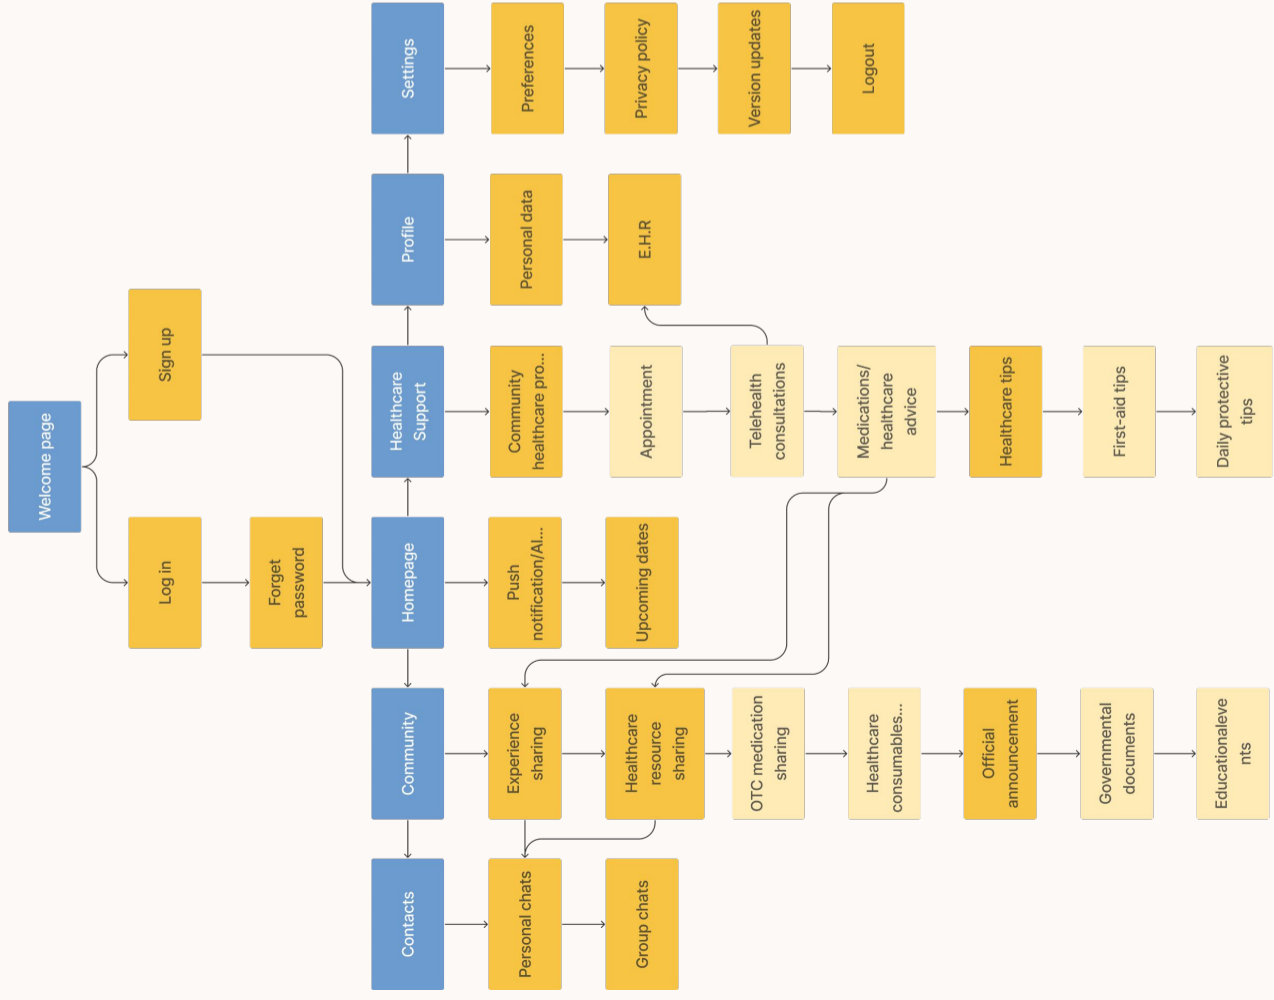 Welcome page
Log in
Sign up
Forget
password
Contacts
Community
Homepage
Healthcare
Support
Profile
Settings
Personal chats
Group chats
Experience
sharing
Healthcare
resource
sharing
OTC medication
sharing
Healthcare
consumables...
Official
announcement
Governmental
documents
Educationaleve
nts
Push
notification/Al...
Upcoming dates
Community
healthcare pro...
Appointment
Telehealth
consultations
Medications/
healthcare
advice
Healthcare tips
First-aid tips
Daily protective
tips
Personal data
E.H.R
Preferences
Privacy policy
Version updates
Logout